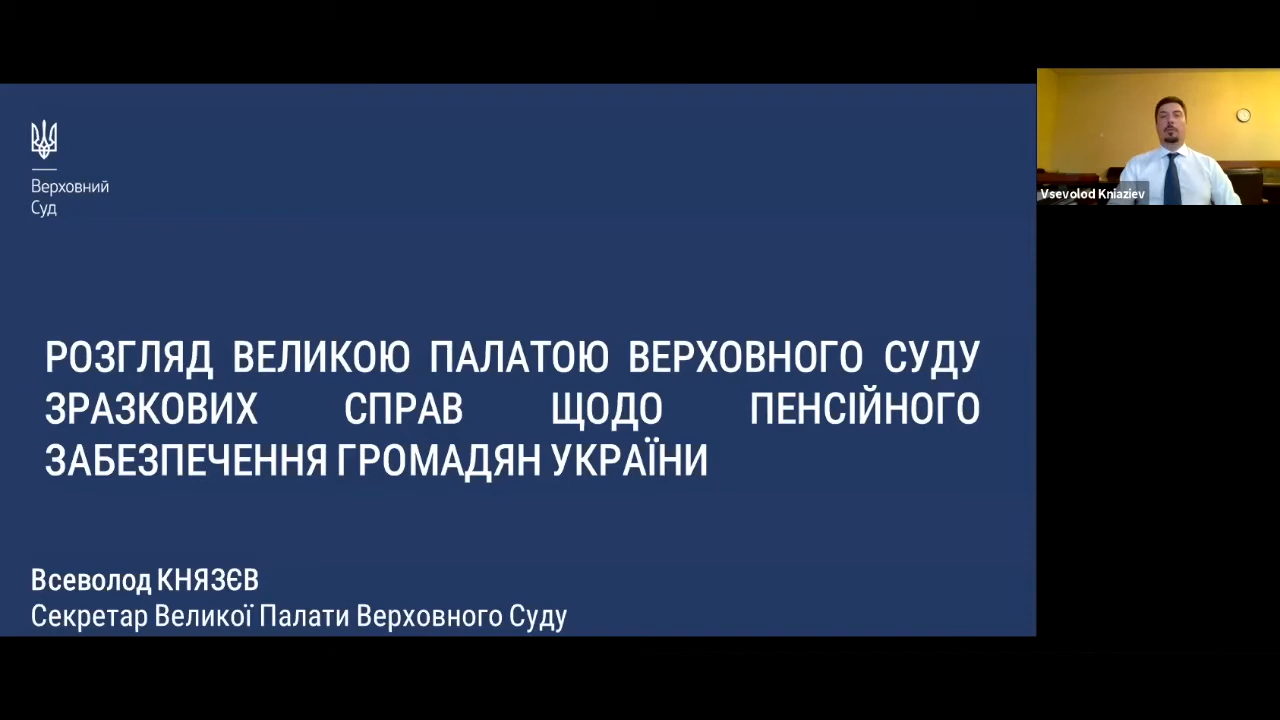 Верховний
Суд
РОЗГЛЯД ВЕЛИКОЮ ПАЛАТОЮ ВЕРХОВНОГО СУДУ
ЗРАЗКОВИХ СПРАВ ЩОДО ПЕНСІЙНОГО
ЗАБЕЗПЕЧЕННЯ ГРОМАДЯН УКРАЇНИ
Всеволод КНЯЗЄВ
Секретар Великої Палати Верховного Суду
Vsevolod Kniaziev